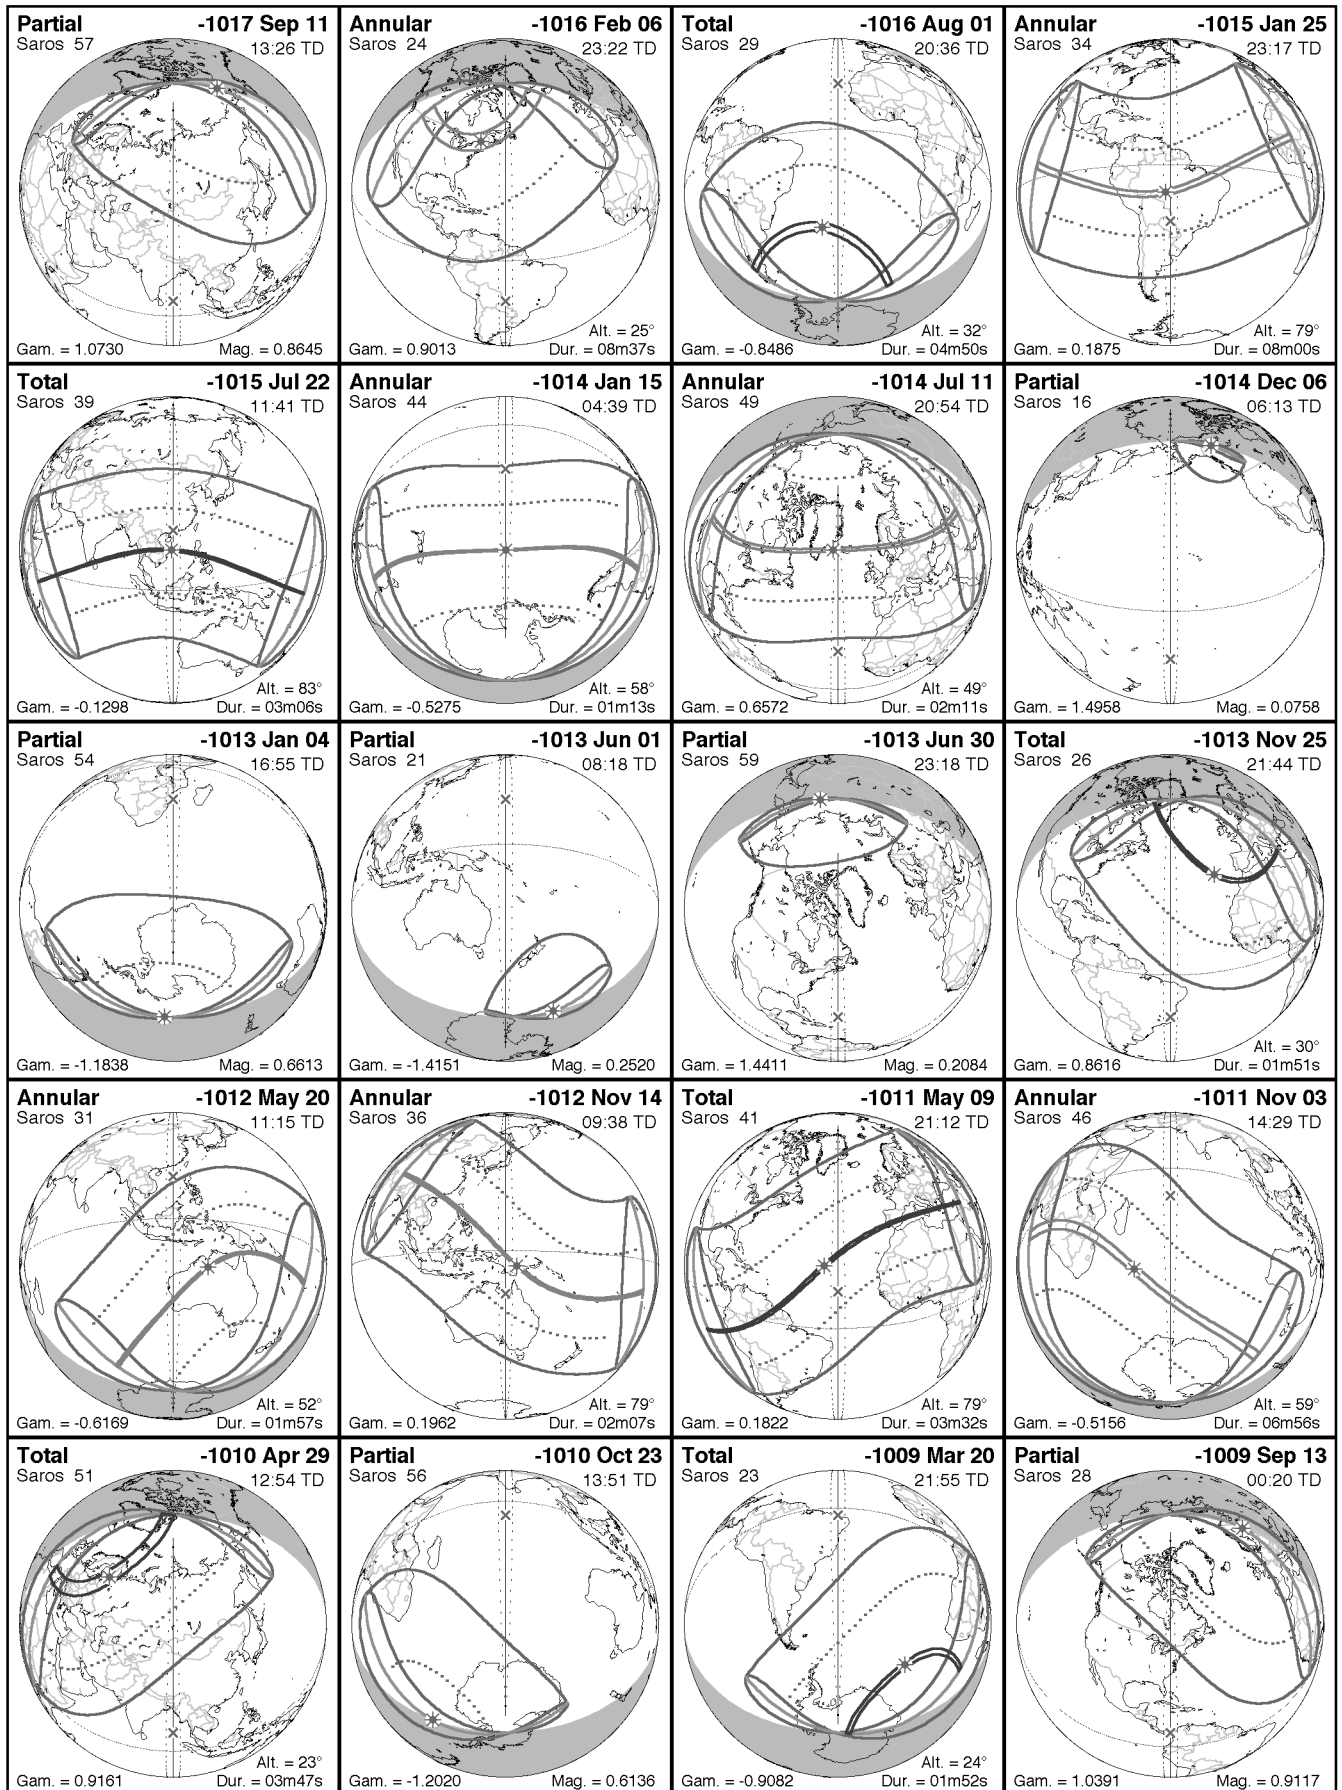 Partial -1017 Sep 11
Saros 57 13:26 TD
Gam. = 1.0730 Mag. = 0.8645
Annular -1016 Feb 06
Saros 24 23:22 TD
Alt. = 25°
Gam. = 0.9013 Dur. = 08m37s
Total -1016 Aug 01
Saros 29 20:36 TD
Alt. = 32°
Gam. = -0.8486 Dur. = 04m50s
Annular -1015 Jan 25
Saros 34 23:17 TD
Alt. = 79°
Gam. = 0.1875 Dur. = 08m00s
Total -1015 Jul 22
Saros 39 11:41 TD
Alt. = 83°
Gam. = -0.1298 Dur. = 03m06s
Annular -1014 Jan 15
Saros 44 04:39 TD
Alt. = 58°
Gam. = -0.5275 Dur. = 01m13s
Annular -1014 Jul 11
Saros 49 20:54 TD
Alt. = 49°
Gam. = 0.6572 Dur. = 02m11s
Partial -1014 Dec 06
Saros 16 06:13 TD
Gam. = 1.4958 Mag. = 0.0758
Partial -1013 Jan 04
Saros 54 16:55 TD
Gam. = -1.1838 Mag. = 0.6613
Partial -1013 Jun 01
Saros 21 08:18 TD
Gam. = -1.4151 Mag. = 0.2520
Partial -1013 Jun 30
Saros 59 23:18 TD
Gam. = 1.4411 Mag. = 0.2084
Total -1013 Nov 25
Saros 26 21:44 TD
Alt. = 30°
Gam. = 0.8616 Dur. = 01m51s
Annular -1012 May 20
Saros 31 11:15 TD
Alt. = 52°
Gam. = -0.6169 Dur. = 01m57s
Annular -1012 Nov 14
Saros 36 09:38 TD
Alt. = 79°
Gam. = 0.1962 Dur. = 02m07s
Total -1011 May 09
Saros 41 21:12 TD
Alt. = 79°
Gam. = 0.1822 Dur. = 03m32s
Annular -1011 Nov 03
Saros 46 14:29 TD
Alt. = 59°
Gam. = -0.5156 Dur. = 06m56s
Total -1010 Apr 29
Saros 51 12:54 TD
Alt. = 23°
Gam. = 0.9161 Dur. = 03m47s
Partial -1010 Oct 23
Saros 56 13:51 TD
Gam. = -1.2020 Mag. = 0.6136
Total -1009 Mar 20
Saros 23 21:55 TD
Alt. = 24°
Gam. = -0.9082 Dur. = 01m52s
Partial -1009 Sep 13
Saros 28 00:20 TD
Gam. = 1.0391 Mag. = 0.9117